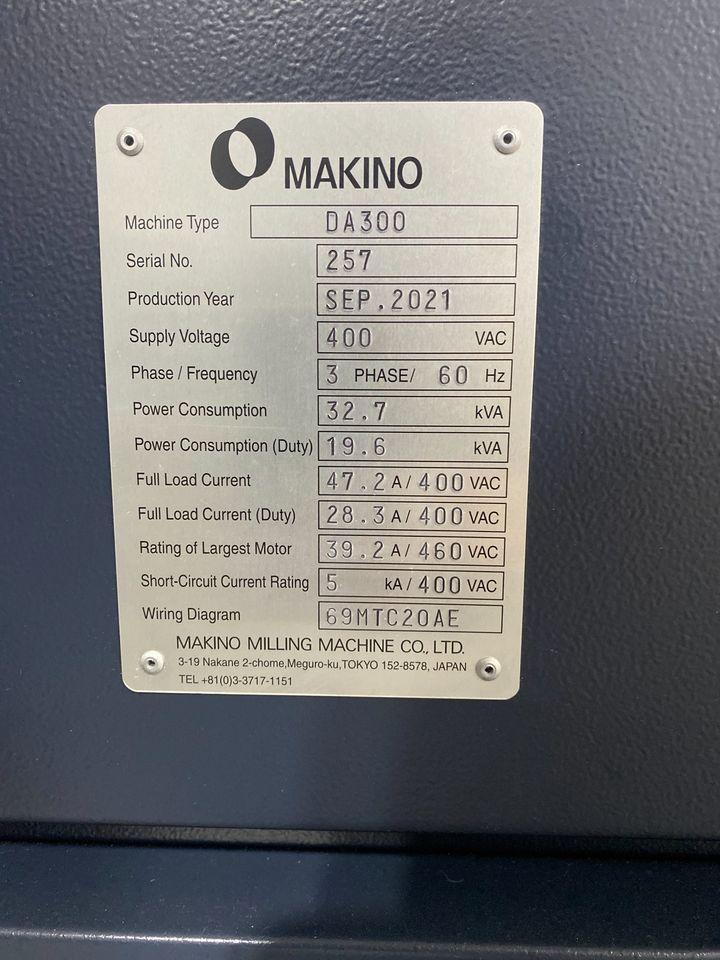 MAKINO
Machine Type DA300
Serial No. 257
Production Year SEP.2021
Supply Voltage 400 VAC
Phase / Frequency 3 PHASE/ 60 Hz
Power Consumption 32.7 kVA
Power Consumption (Duty) 19.6 kVA
Full Load Current 47.2 A / 400 VAC
Full Load Current (Duty) 28.3 A / 400 VAC
Rating of Largest Motor 39.2 A / 460 VAC
Short-Circuit Current Rating 5 kA / 400 VAC
Wiring Diagram 69MTC20AE
MAKINO MILLING MACHINE CO., LTD.
3-19 Nakane 2-chome,Meguro-ku,TOKYO 152-8578, JAPAN
TEL +81(0)3-3717-1151